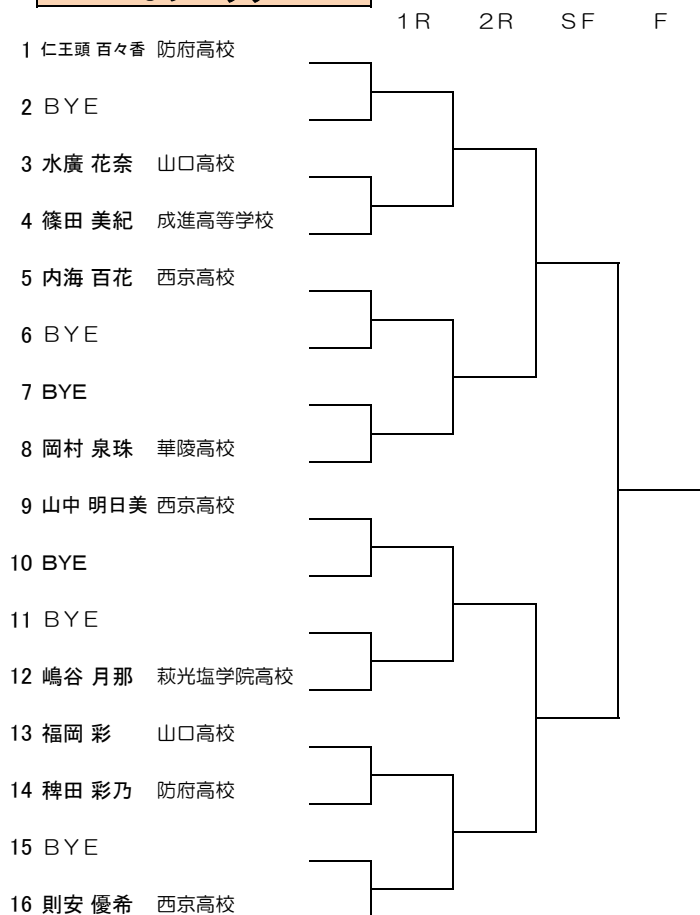 1R 2R SF F
1 仁王頭 百々香 防府高校
2 BYE
3 水廣 花奈 山口高校
4 篠田 美紀 成進高等学校
5 内海 百花 西京高校
6 BYE
7 BYE
8 岡村 泉珠 華陵高校
9 山中 明日美 西京高校
10 BYE
11 BYE
12 嶋谷 月那 萩光塩学院高校
13 福岡 彩 山口高校
14 稗田 彩乃 防府高校
15 BYE
16 則安 優希 西京高校